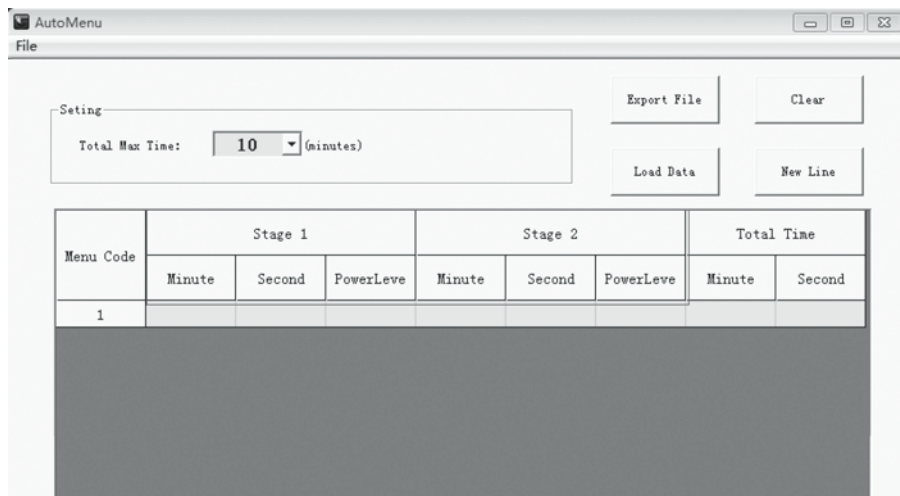 AutoMenu
File
Seting
Total Max Time: 10 (minutes)
Export File Clear
Load Data New Line
Menu Code Stage 1 Stage 2 Total Time
Minute Second PowerLeve Minute Second PowerLeve Minute Second
1